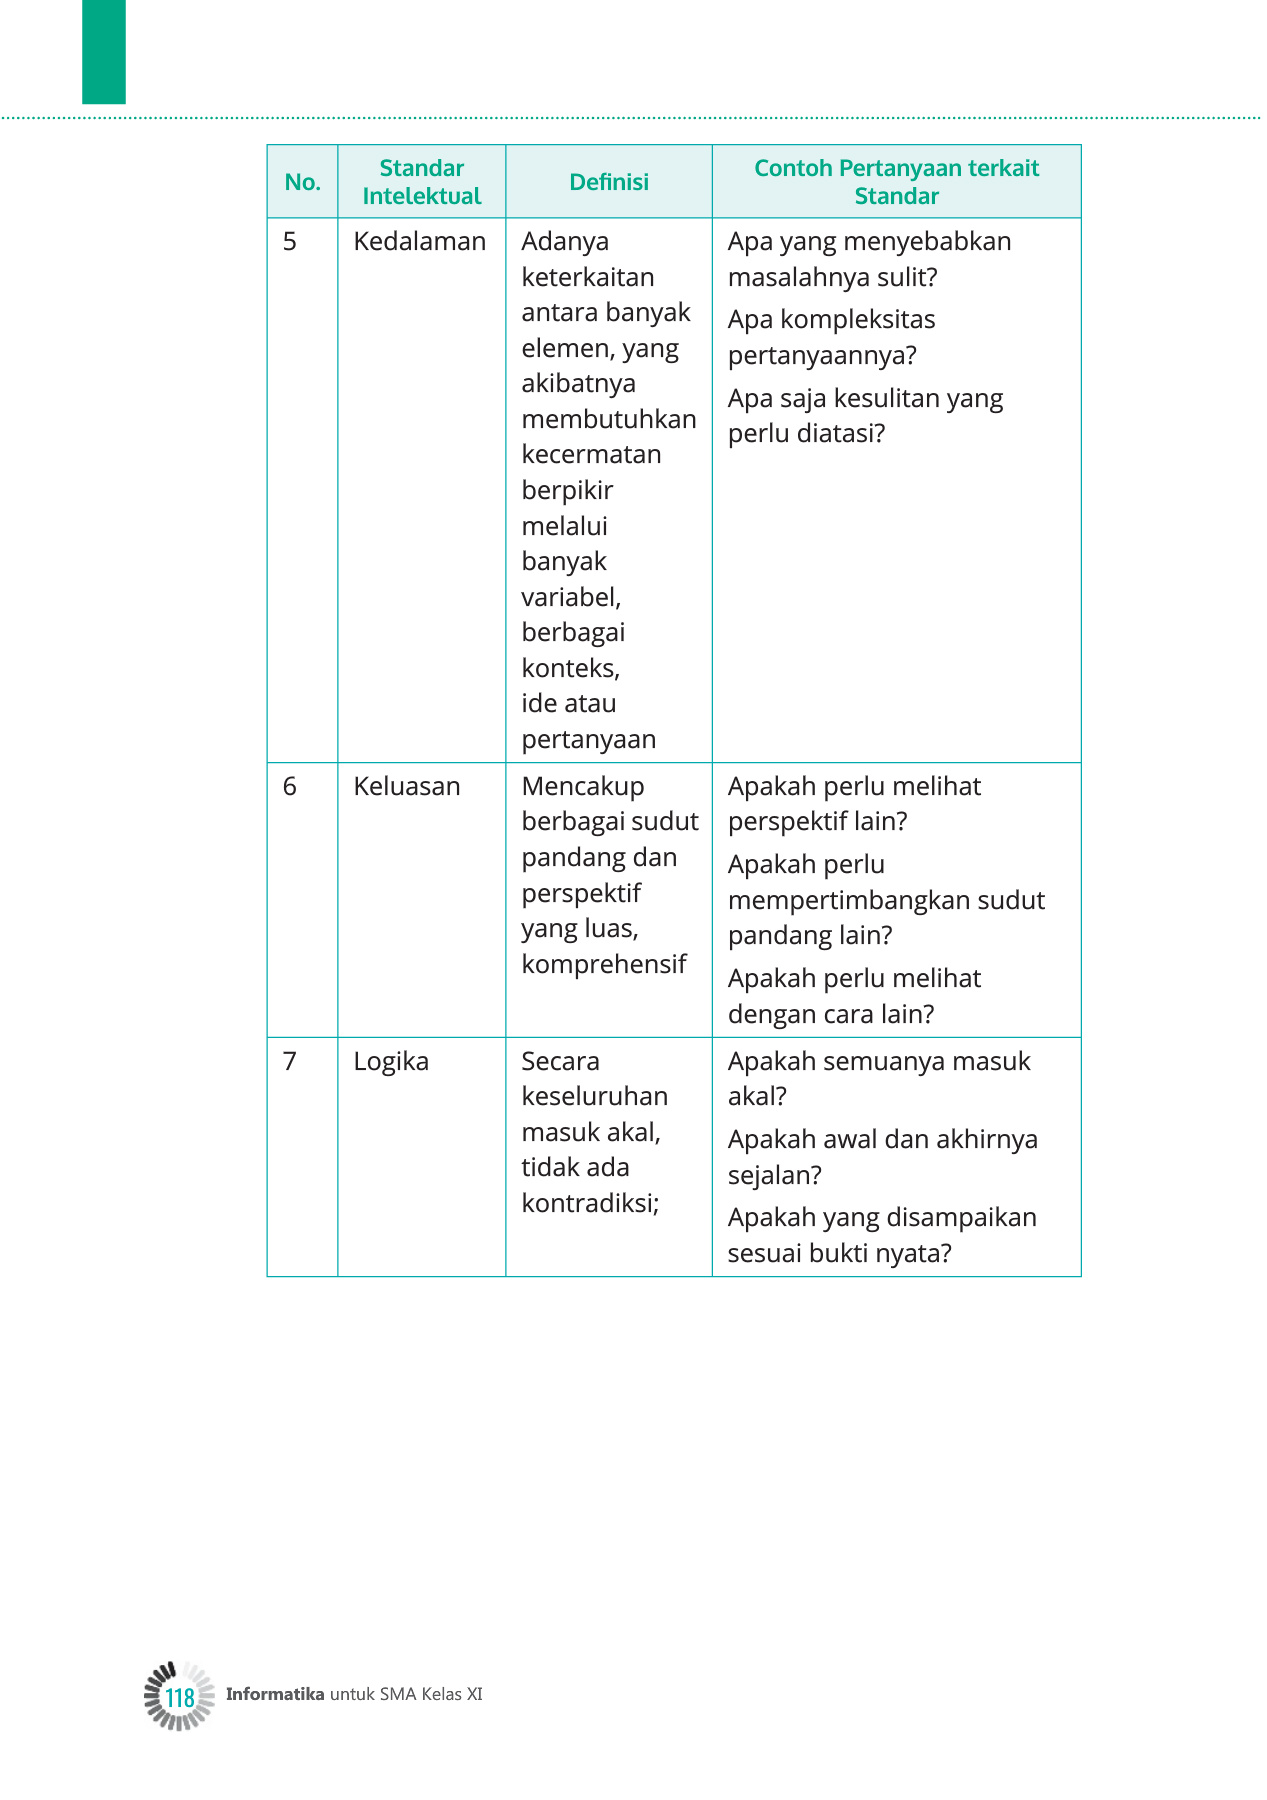 No.
Standar
Intelektual
Definisi
Contoh Pertanyaan terkait
Standar
5
Kedalaman
Adanya
keterkaitan
antara banyak
elemen, yang
akibatnya
membutuhkan
kecermatan
berpikir
melalui
banyak
variabel,
berbagai
konteks,
ide atau
pertanyaan
Apa yang menyebabkan
masalahnya sulit?
Apa kompleksitas
pertanyaannya?
Apa saja kesulitan yang
perlu diatasi?
6
Keluasan
Mencakup
berbagai sudut
pandang dan
perspektif
yang luas,
komprehensif
Apakah perlu melihat
perspektif lain?
Apakah perlu
mempertimbangkan sudut
pandang lain?
Apakah perlu melihat
dengan cara lain?
7
Logika
Secara
keseluruhan
masuk akal,
tidak ada
kontradiksi;
Apakah semuanya masuk
akal?
Apakah awal dan akhirnya
sejalan?
Apakah yang disampaikan
sesuai bukti nyata?
118
Informatika untuk SMA Kelas XI